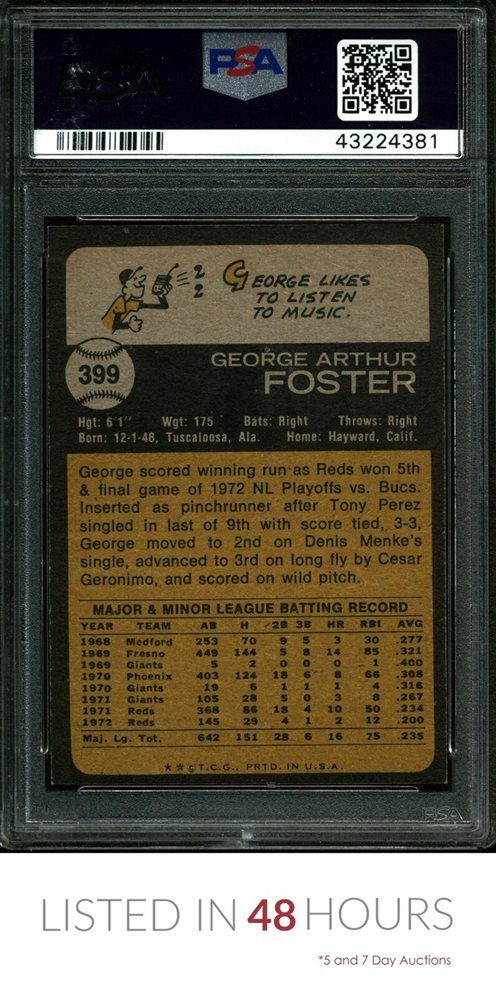 PSA
43224381
2
2
GEORGE LIKES
TO LISTEN
TO MUSIC.
399
GEORGE ARTHUR
FOSTER
Hgt: 6'1" Wgt: 175 Bats: Right Throws: Right
Born: 12-1-48, Tuscaloosa, Ala. Home: Hayward, Calif.
George scored winning run as Reds won 5th
& final game of 1972 NL Playoffs vs. Bucs.
Inserted as pinchrunner after Tony Perez
singled in last of 9th with score tied, 3-3,
George moved to 2nd on Denis Menke's
single, advanced to 3rd on long fly by Cesar
Geronimo, and scored on wild pitch.
MAJOR & MINOR LEAGUE BATTING RECORD
YEAR TEAM AB H 2B 3B HR RBI AVG
1968 Medford 253 70 9 5 3 30 .277
1969 Fresno 449 144 5 8 14 85 .321
1969 Giants 5 2 0 0 0 1 .400
1970 Phoenix 403 124 18 6 8 66 .308
1970 Giants 19 6 1 1 1 4 .316
1971 Giants 105 28 5 0 3 8 .267
1971 Reds 368 86 18 4 10 50 .234
1972 Reds 145 29 4 1 2 12 .200
Maj. Lg. Tot. 642 151 28 6 16 75 .235
★★©T.C.G., PRTD. IN U.S.A.
PSA
LISTED IN 48 HOURS
*5 and 7 Day Auctions